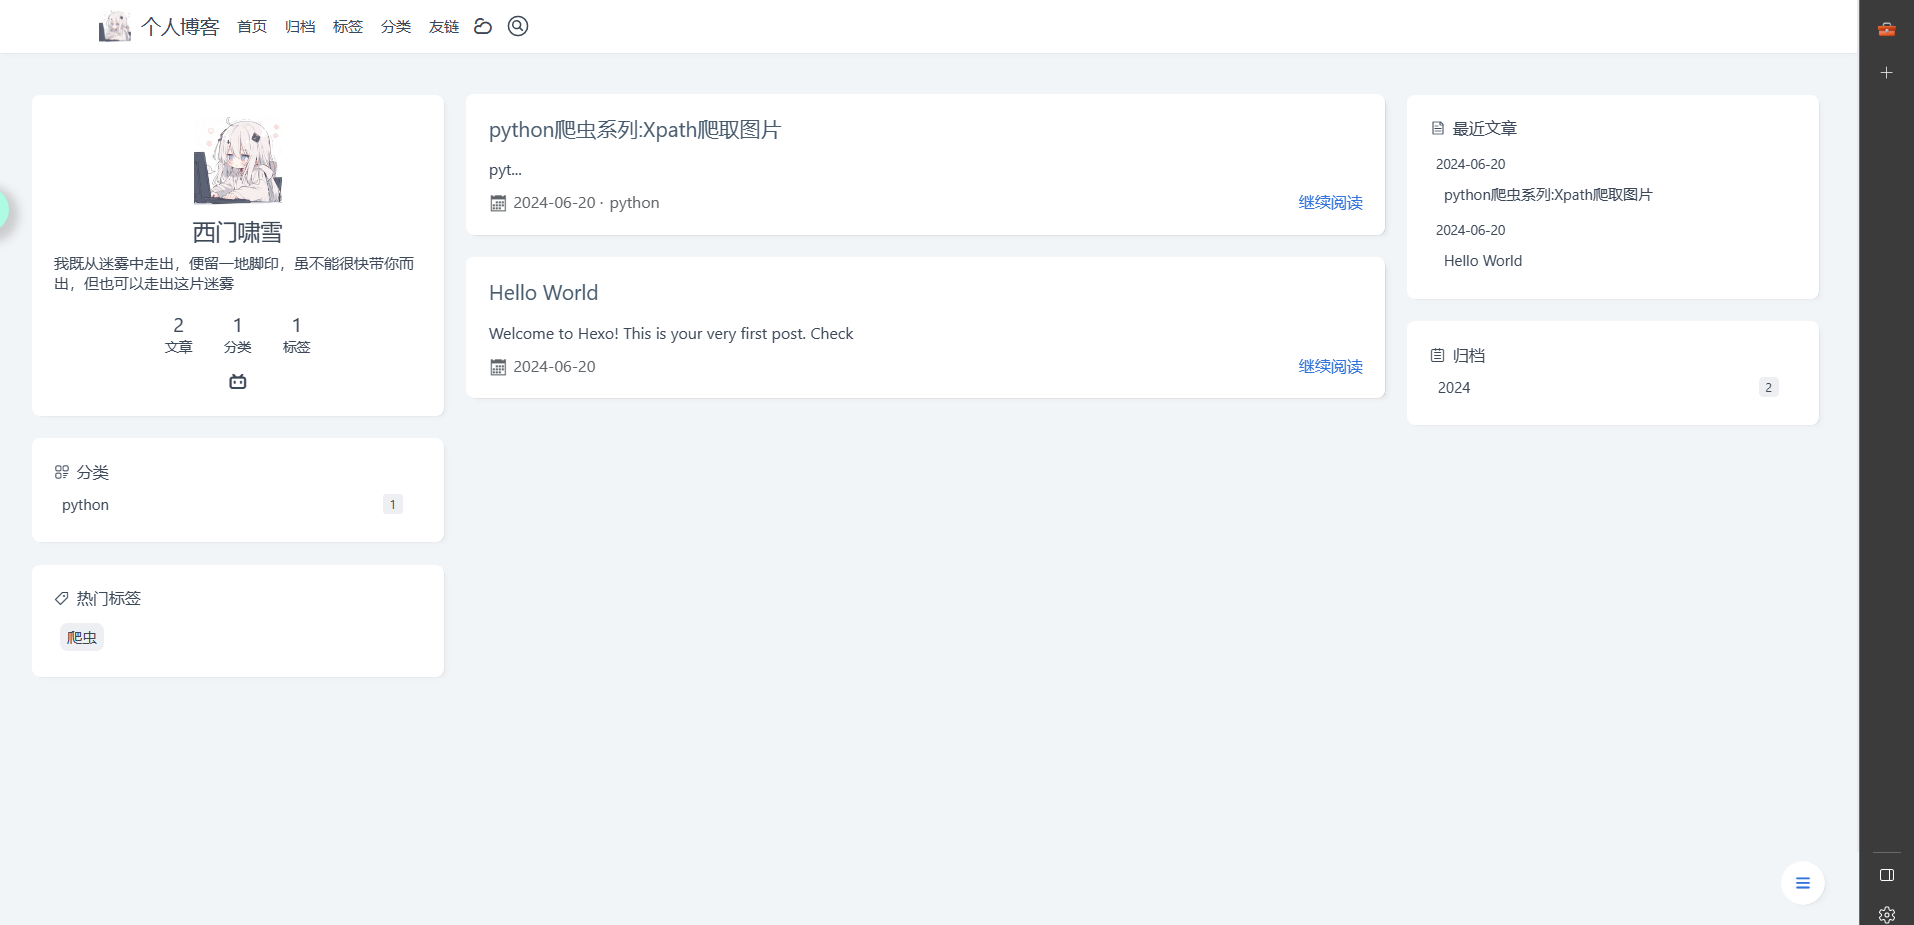 个人博客 首页 归档 标签 分类 友链
西门啸雪
我既从迷雾中走出，便留一地脚印，虽不能很快带你而
出，但也可以走出这片迷雾
2 1 1
文章 分类 标签
分类
python 1
热门标签
爬虫
python爬虫系列:Xpath爬取图片
pyt...
2024-06-20 · python 继续阅读
Hello World
Welcome to Hexo! This is your very first post. Check
2024-06-20 继续阅读
最近文章
2024-06-20
python爬虫系列:Xpath爬取图片
2024-06-20
Hello World
归档
2024 2